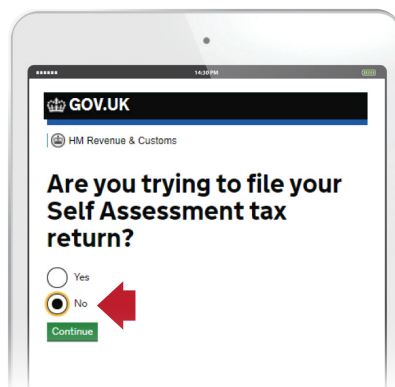 14:30 PM
GOV.UK
HM Revenue & Customs
Are you trying to file your
Self Assessment tax
return?
Yes
No
Continue